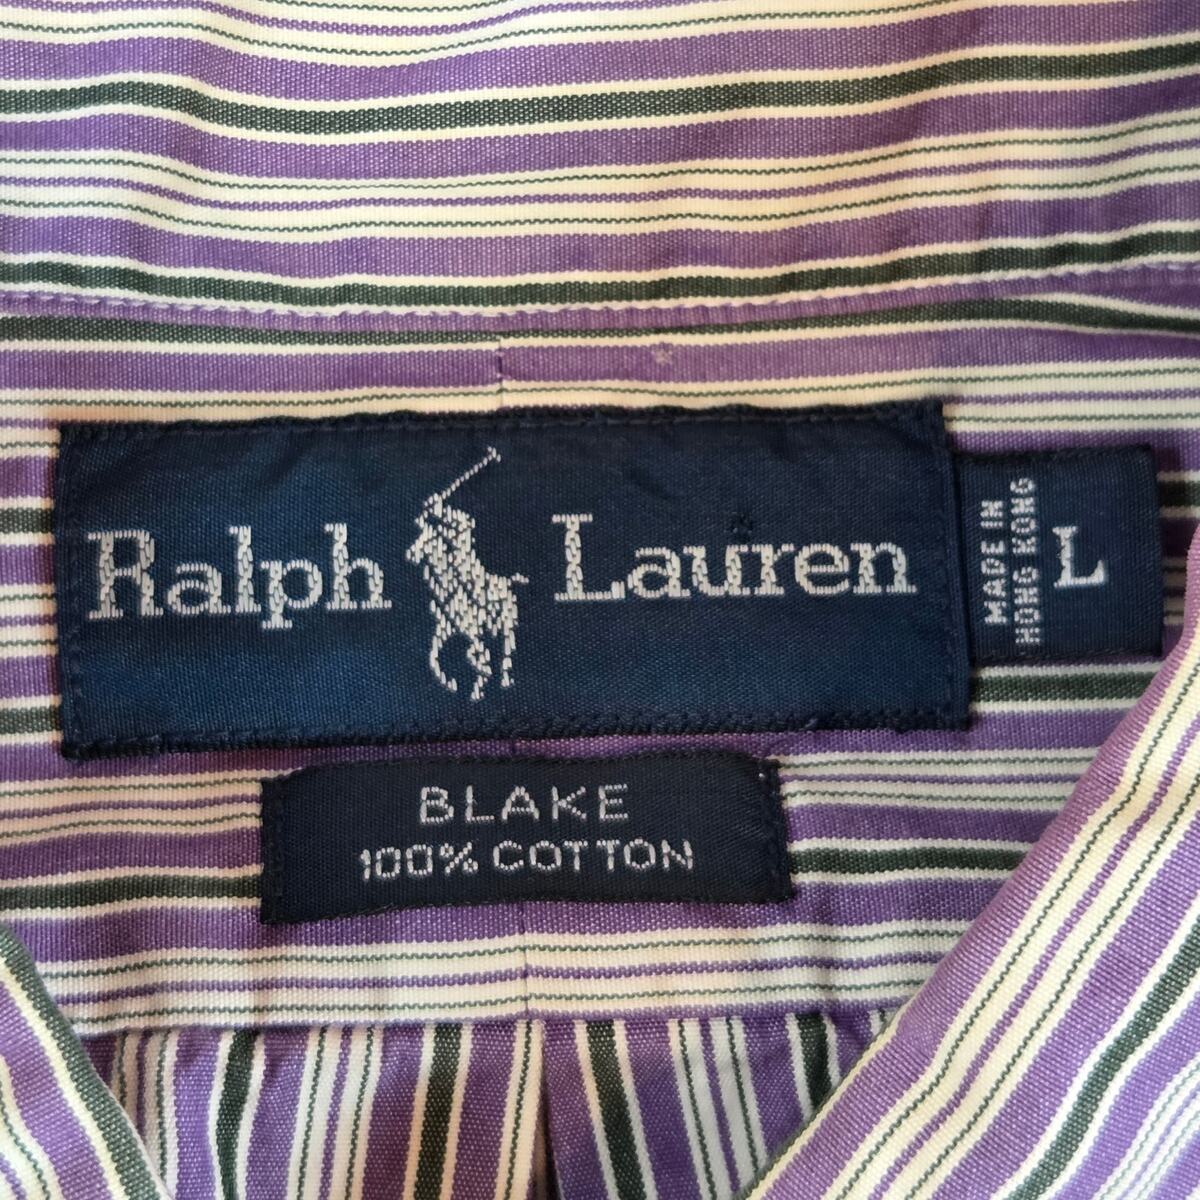 Ralph Lauren
MADE IN
HONG KONG
L
BLAKE
100% COTTON